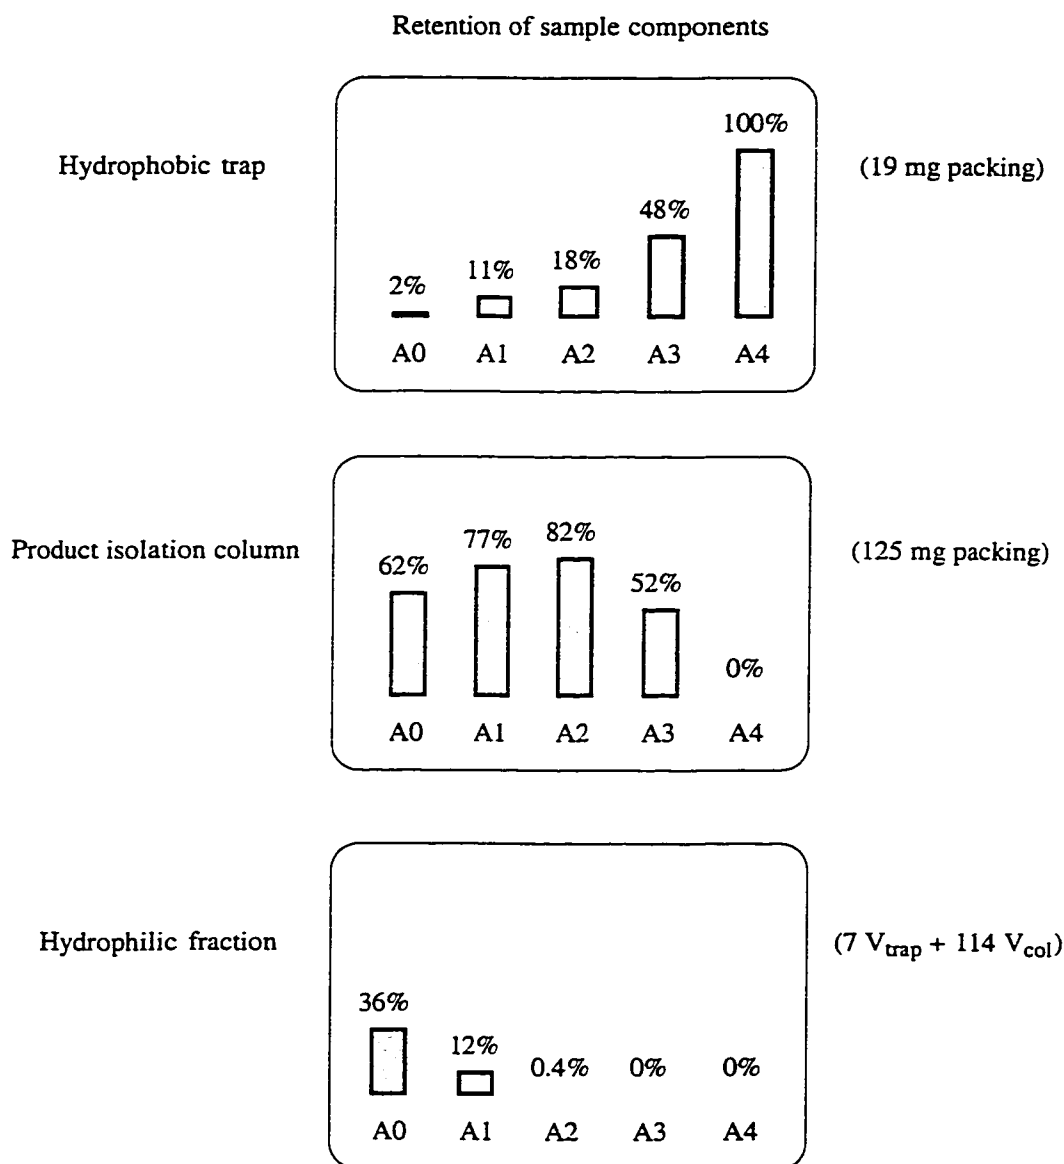 Retention of sample components
Hydrophobic trap
(19 mg packing)
2%
11%
18%
48%
100%
A0 A1 A2 A3 A4
Product isolation column
(125 mg packing)
62%
77%
82%
52%
0%
A0 A1 A2 A3 A4
Hydrophilic fraction
(7 Vtrap + 114 Vcol)
36%
12%
0.4%
0%
0%
A0 A1 A2 A3 A4